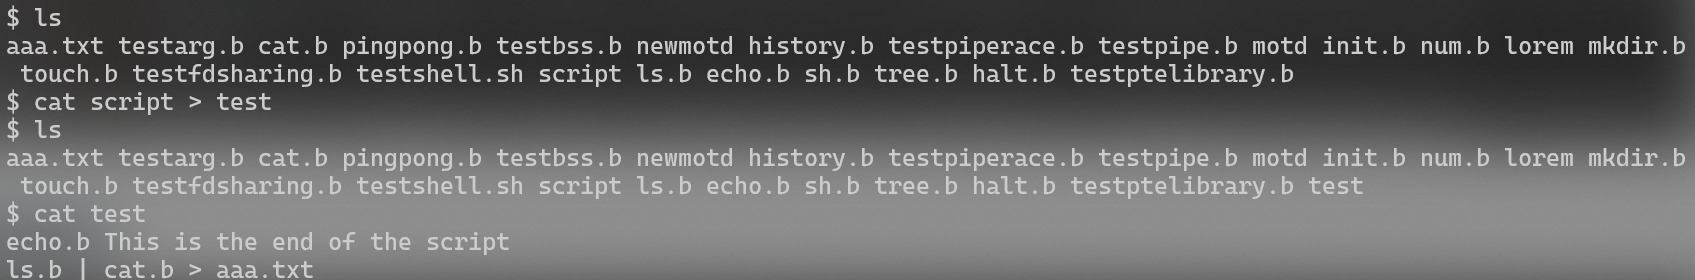 $ ls
aaa.txt testarg.b cat.b pingpong.b testbss.b newmotd history.b testpiperace.b testpipe.b motd init.b num.b lorem mkdir.b
 touch.b testfdsharing.b testshell.sh script ls.b echo.b sh.b tree.b halt.b testptelibrary.b
$ cat script > test
$ ls
aaa.txt testarg.b cat.b pingpong.b testbss.b newmotd history.b testpiperace.b testpipe.b motd init.b num.b lorem mkdir.b
 touch.b testfdsharing.b testshell.sh script ls.b echo.b sh.b tree.b halt.b testptelibrary.b test
$ cat test
echo.b This is the end of the script
ls.b | cat.b > aaa.txt